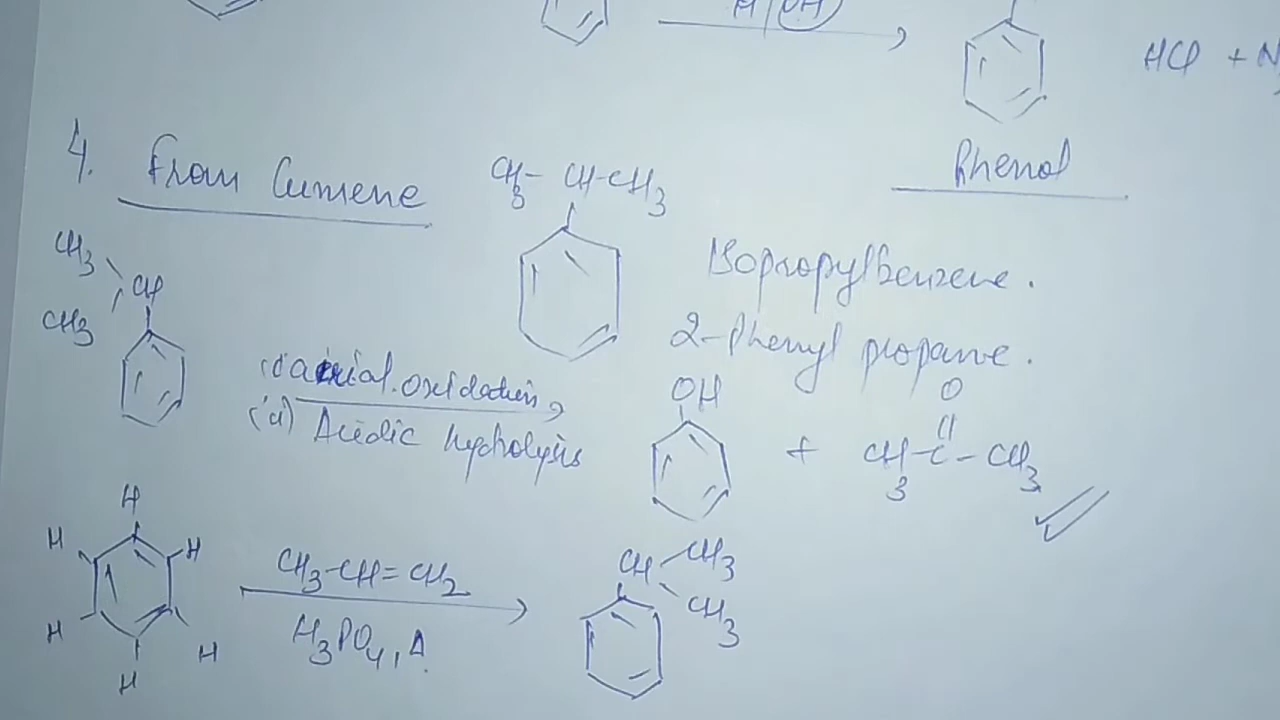 H/OH
HCl + N
Phenol
4. From Cumene
CH3- CH-CH3
Isopropylbenzene.
2-Phenyl propane.
CH3
CH
CH3
(i) aerial oxidation,
(ii) Acidic hydrolysis
OH
+
O
CH3-C-CH3
H
H
H
H
H
H
CH3-CH=CH2
H3PO4, Δ.
CH
CH3
CH3